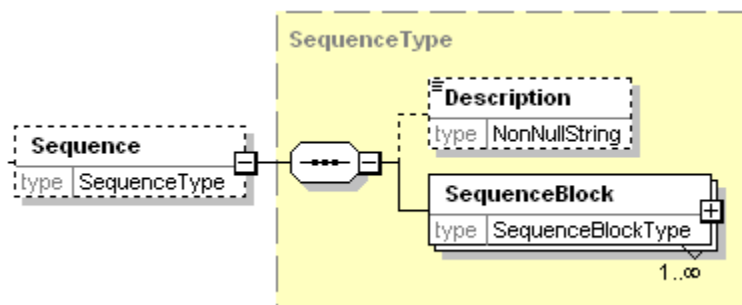 SequenceType
Description
type NonNullString
Sequence
type SequenceType
SequenceBlock
type SequenceBlockType
1..∞